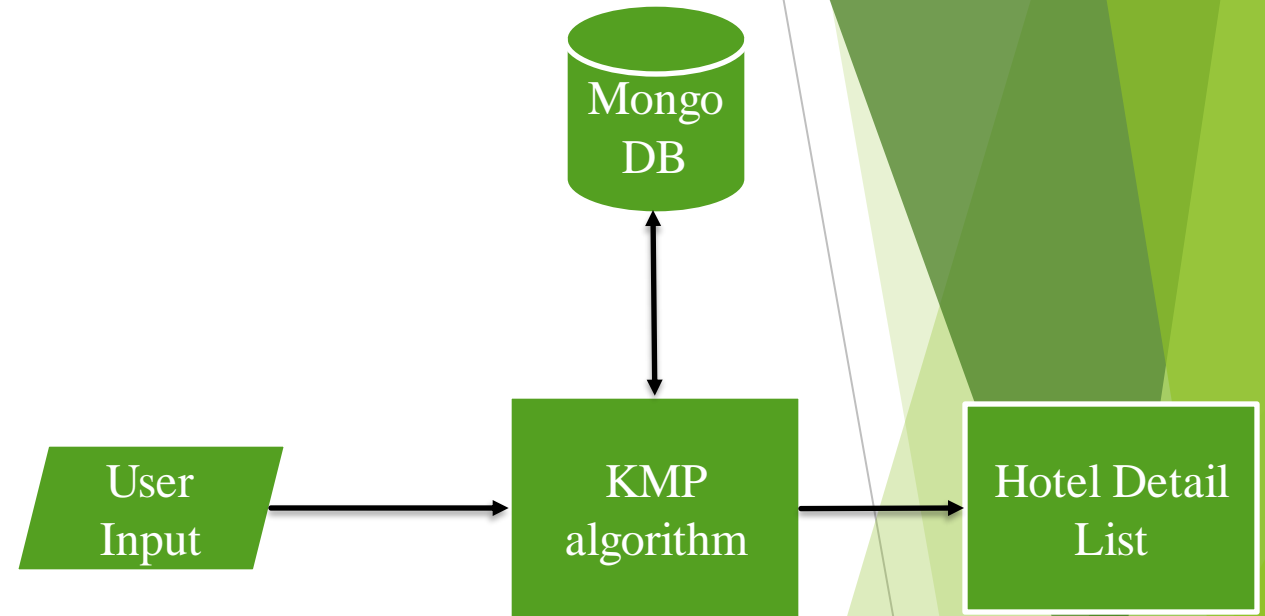 Mongo
DB
User
Input
KMP
algorithm
Hotel Detail
List